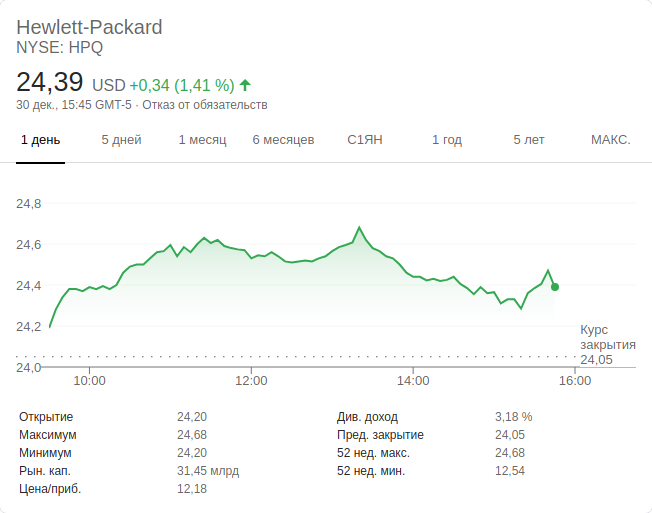 Hewlett-Packard
NYSE: HPQ
24,39 USD +0,34 (1,41 %)
30 дек., 15:45 GMT-5 · Отказ от обязательств
1 день 5 дней 1 месяц 6 месяцев С1ЯН 1 год 5 лет МАКС.
24,8
24,6
24,4
24,2
24,0
Курс
закрытия
24,05
10:00 12:00 14:00 16:00
Открытие 24,20 Див. доход 3,18 %
Максимум 24,68 Пред. закрытие 24,05
Минимум 24,20 52 нед. макс. 24,68
Рын. кап. 31,45 млрд 52 нед. мин. 12,54
Цена/приб. 12,18